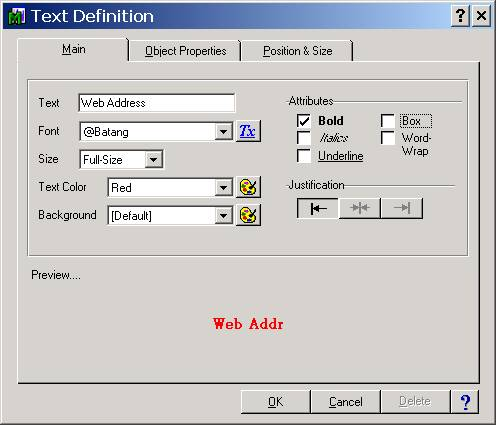 Text Definition
Main
Object Properties
Position & Size
Text Web Address
Font @Batang Tx
Size Full-Size
Text Color Red
Background [Default]
Attributes
Bold Box
Italics Word-
Wrap
Underline
Justification
Preview....
Web Addr
OK Cancel Delete ?